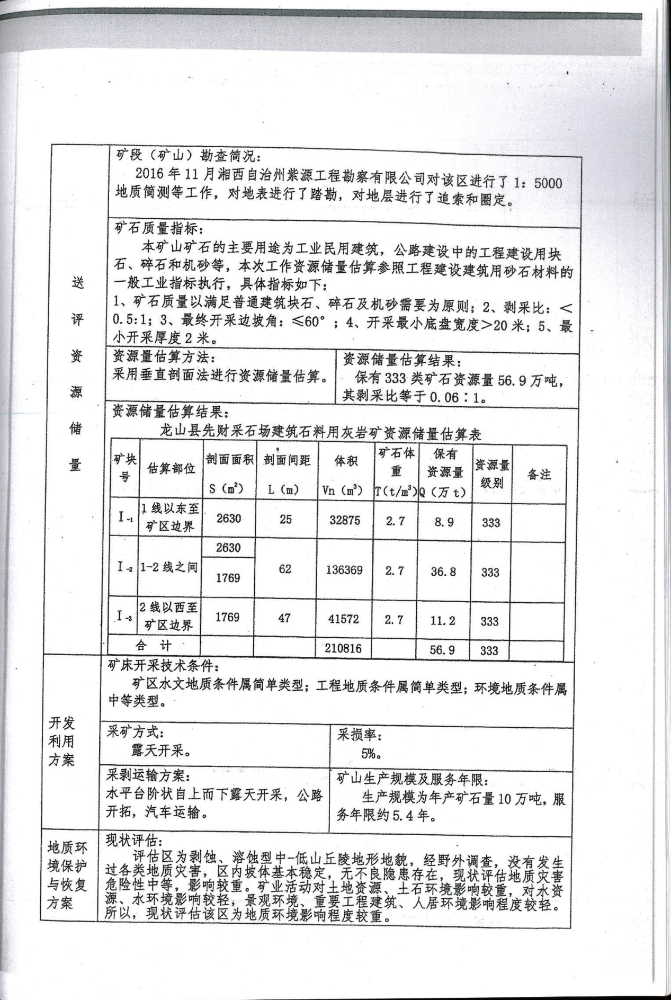 矿段（矿山）勘查简况：
2016年11月湘西自治州紫源工程勘察有限公司对该区进行了1：5000
地质简测等工作，对地表进行了踏勘，对地层进行了追索和圈定。
矿石质量指标：
本矿山矿石的主要用途为工业民用建筑，公路建设中的工程建设用块
石、碎石和机砂等，本次工作资源储量估算参照工程建设建筑用砂石材料的
一般工业指标执行，具体指标如下：
1、矿石质量以满足普通建筑块石、碎石及机砂需要为原则；2、剥采比：＜
0.5:1；3、最终开采边坡角：≤60°；4、开采最小底盘宽度＞20米；5、最
小开采厚度2米。
送评资源储量
资源量估算方法：
采用垂直剖面法进行资源储量估算。
资源储量估算结果：
保有333类矿石资源量56.9万吨，
其剥采比等于0.06∶1。
资源储量估算结果：
龙山县先财采石场建筑石料用灰岩矿资源储量估算表
矿块号 估算部位 剖面面积 S（m²） 剖面间距 L（m） 体积 Vn（m³） 矿石体重 T(t/m³) 保有资源量 Q（万t） 资源量级别 备注
I-1 1线以东至矿区边界 2630 25 32875 2.7 8.9 333
I-2 1-2线之间 2630 1769 62 136369 2.7 36.8 333
I-3 2线以西至矿区边界 1769 47 41572 2.7 11.2 333
合计 210816 56.9 333
开发
利用
方案
矿床开采技术条件：
矿区水文地质条件属简单类型；工程地质条件属简单类型；环境地质条件属
中等类型。
采矿方式：
露天开采。
采损率：
5%。
采剥运输方案：
水平台阶状自上而下露天开采，公路
开拓，汽车运输。
矿山生产规模及服务年限：
生产规模为年产矿石量10万吨，服
务年限约5.4年。
地质环
境保护
与恢复
方案
现状评估：
评估区为剥蚀、溶蚀型中-低山丘陵地形地貌，经野外调查，没有发生
过各类地质灾害，区内坡体基本稳定，无不良隐患存在，现状评估地质灾害
危险性中等，影响较重。矿业活动对土地资源、土石环境影响较重，对水资
源、水环境影响较轻，景观环境、重要工程建筑、人居环境影响程度较轻。
所以，现状评估该区为地质环境影响程度较重。